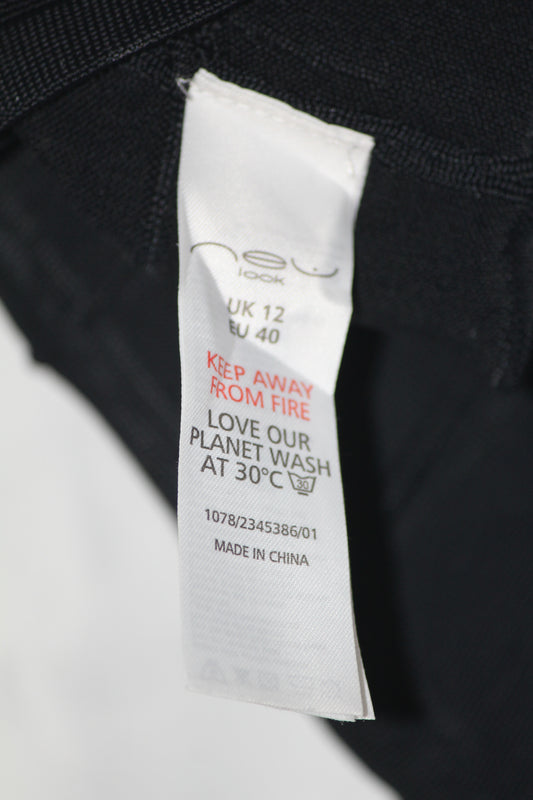 new
look
UK 12
EU 40
KEEP AWAY
FROM FIRE
LOVE OUR
PLANET WASH
AT 30°C 30
1078/2345386/01
MADE IN CHINA